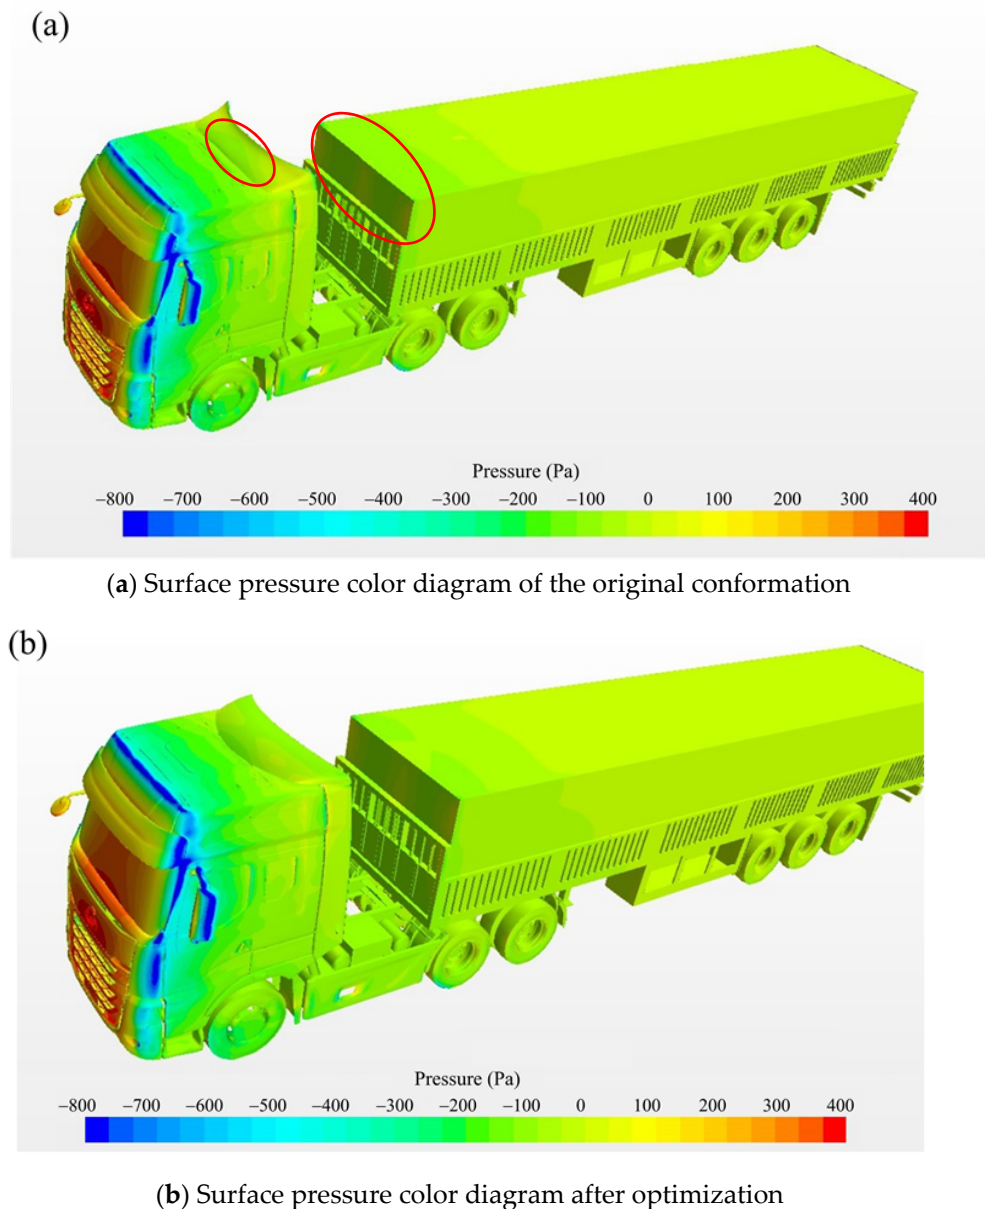 (a)
Pressure (Pa)
−800 −700 −600 −500 −400 −300 −200 −100 0 100 200 300 400
(a) Surface pressure color diagram of the original conformation
(b)
Pressure (Pa)
−800 −700 −600 −500 −400 −300 −200 −100 0 100 200 300 400
(b) Surface pressure color diagram after optimization